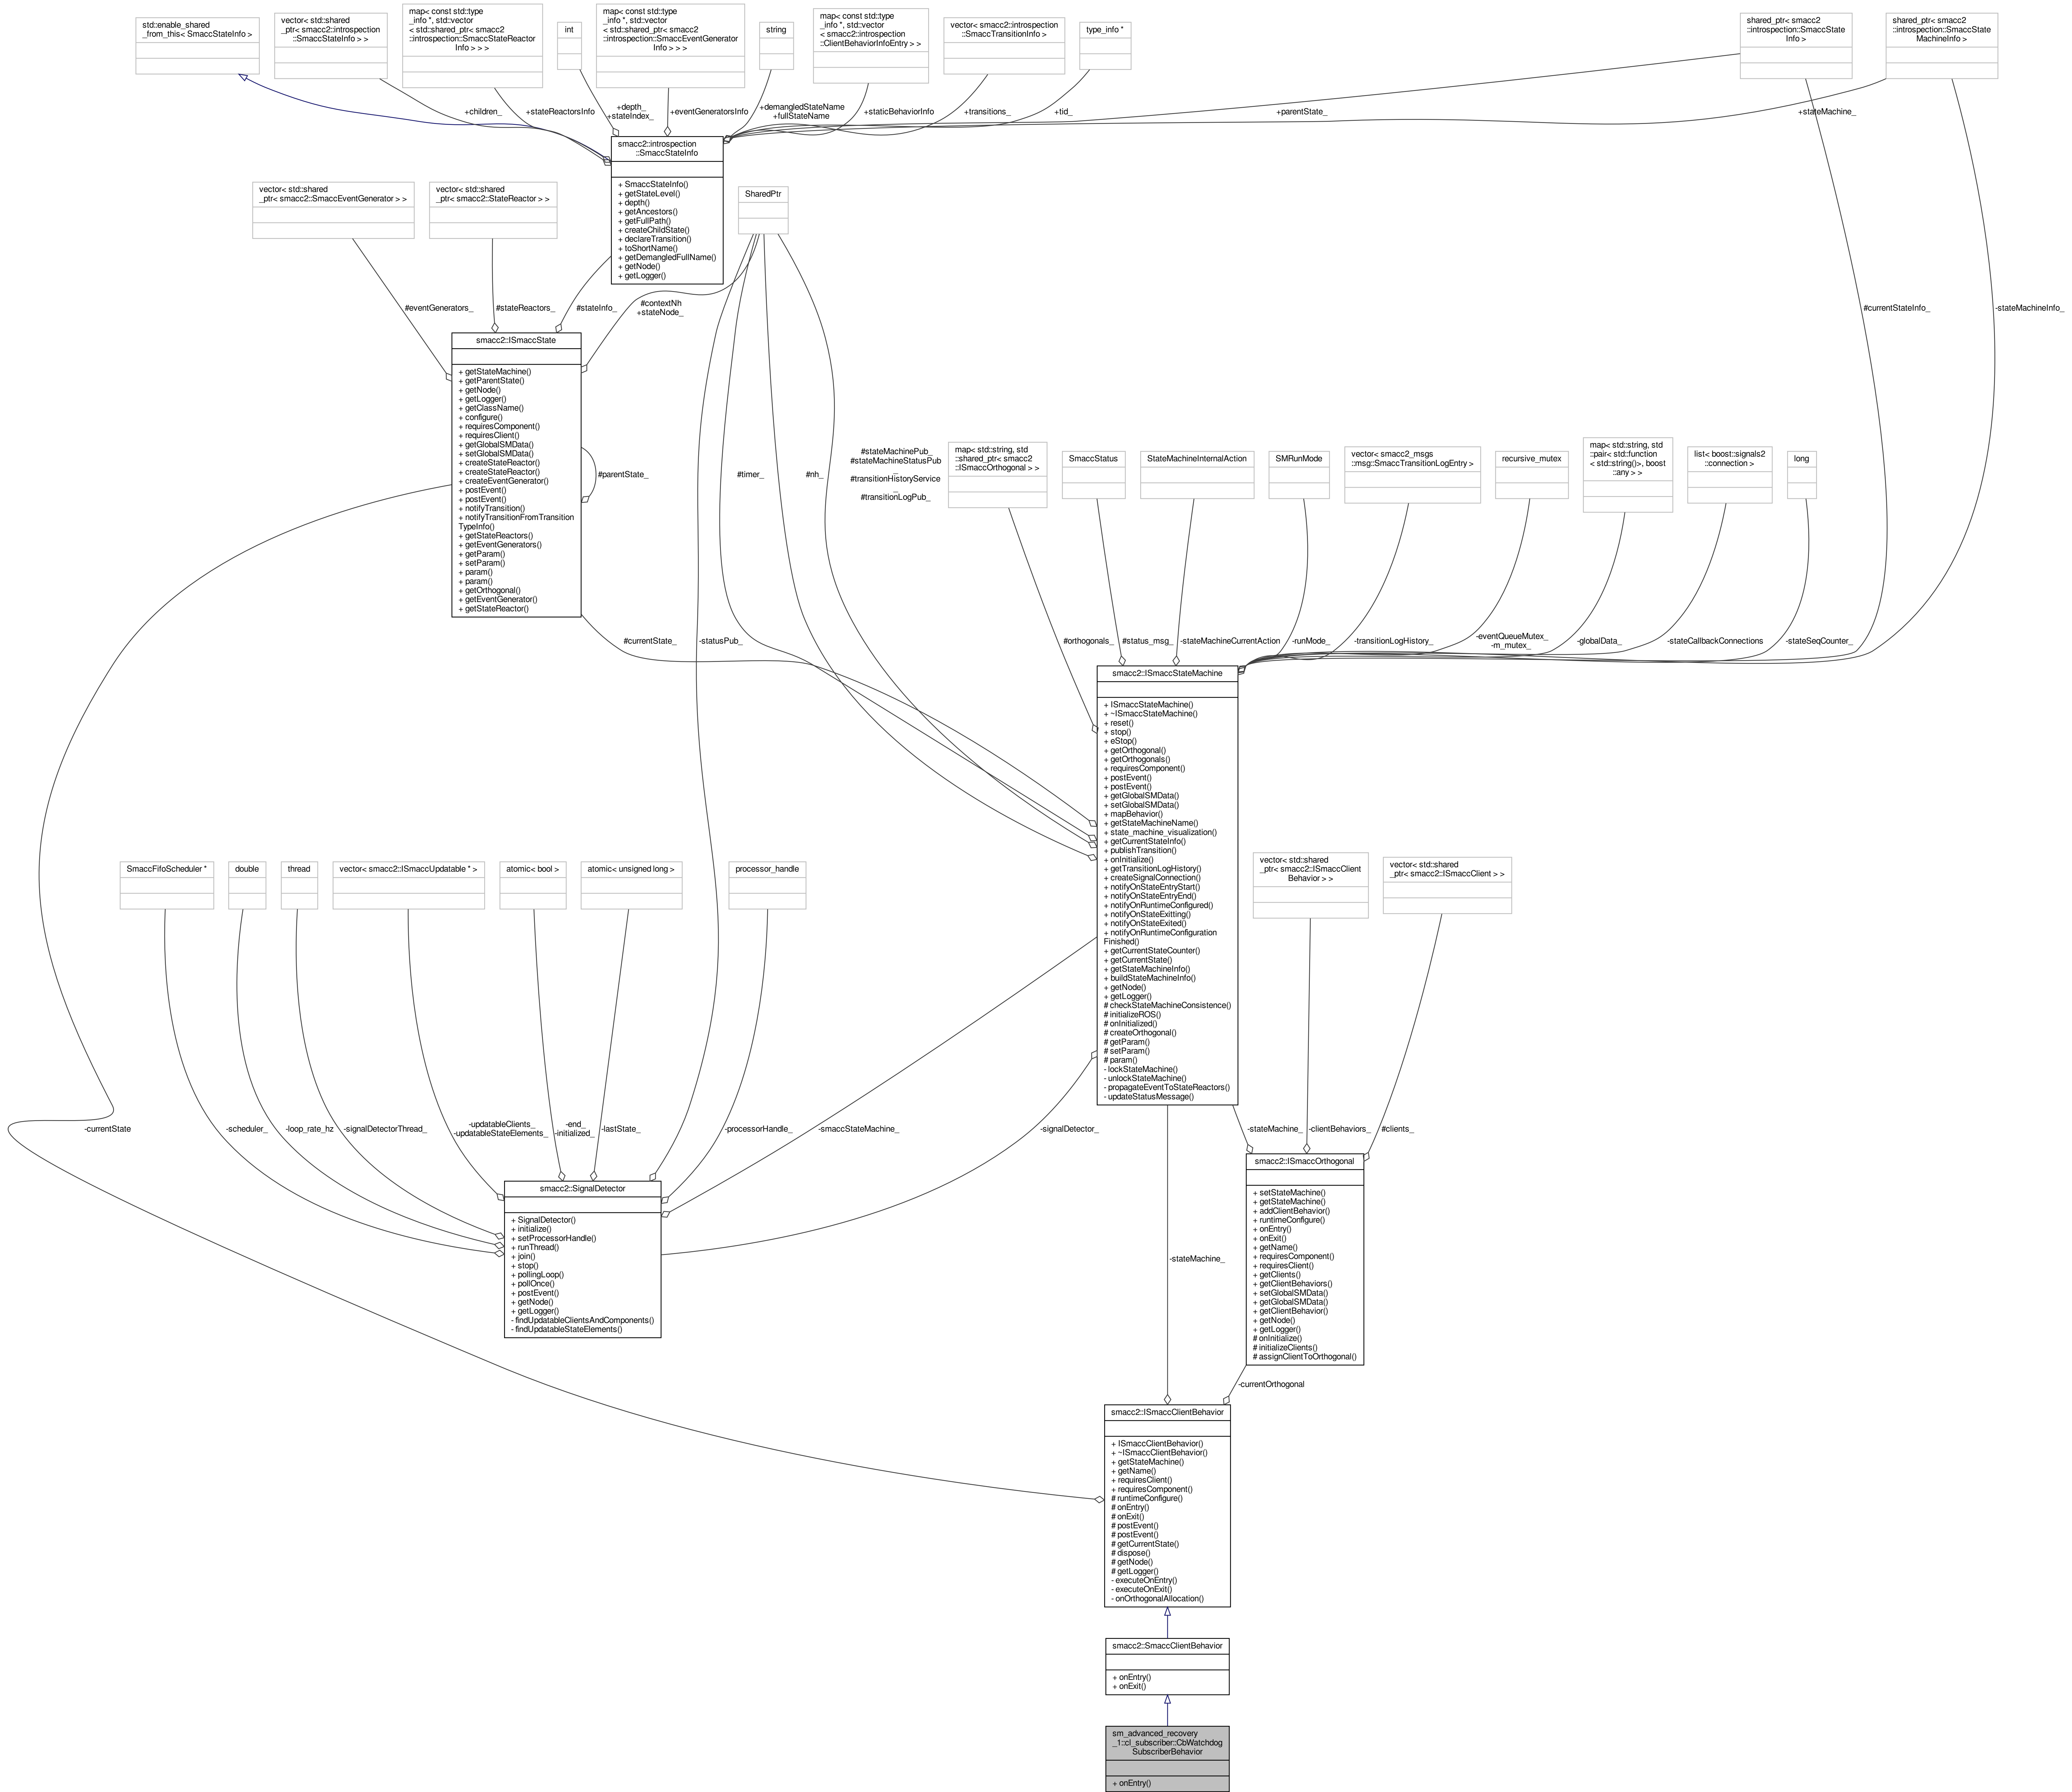 std::enable_shared
_from_this< SmaccStateInfo >
vector< std::shared
_ptr< smacc2::introspection
::SmaccStateInfo > >
map< const std::type
_info *, std::vector
< std::shared_ptr< smacc2
::introspection::SmaccStateReactor
Info > > >
int
map< const std::type
_info *, std::vector
< std::shared_ptr< smacc2
::introspection::SmaccEventGenerator
Info > > >
string
map< const std::type
_info *, std::vector
< smacc2::introspection
::ClientBehaviorInfoEntry > >
vector< smacc2::introspection
::SmaccTransitionInfo >
type_info *
shared_ptr< smacc2
::introspection::SmaccState
Info >
shared_ptr< smacc2
::introspection::SmaccState
MachineInfo >
+children_
+stateReactorsInfo
+depth_
+stateIndex_
+eventGeneratorsInfo
+demangledStateName
+fullStateName
+staticBehaviorInfo
+transitions_
+tid_
+parentState_
+stateMachine_
smacc2::introspection
::SmaccStateInfo
+ SmaccStateInfo()
+ getStateLevel()
+ depth()
+ getAncestors()
+ getFullPath()
+ createChildState()
+ declareTransition()
+ toShortName()
+ getDemangledFullName()
+ getNode()
+ getLogger()
vector< std::shared
_ptr< smacc2::SmaccEventGenerator > >
vector< std::shared
_ptr< smacc2::StateReactor > >
SharedPtr
#eventGenerators_
#stateReactors_
#stateInfo_
#contextNh
+stateNode_
#currentStateInfo_
-stateMachineInfo_
smacc2::ISmaccState
+ getStateMachine()
+ getParentState()
+ getNode()
+ getLogger()
+ getClassName()
+ configure()
+ requiresComponent()
+ requiresClient()
+ getGlobalSMData()
+ setGlobalSMData()
+ createStateReactor()
+ createStateReactor()
+ createEventGenerator()
+ postEvent()
+ postEvent()
+ notifyTransition()
+ notifyTransitionFromTransition
TypeInfo()
+ getStateReactors()
+ getEventGenerators()
+ getParam()
+ setParam()
+ param()
+ param()
+ getOrthogonal()
+ getEventGenerator()
+ getStateReactor()
#parentState_
#timer_
#nh_
#stateMachinePub_
#stateMachineStatusPub
_
#transitionHistoryService
_
#transitionLogPub_
map< std::string, std
::shared_ptr< smacc2
::ISmaccOrthogonal > >
SmaccStatus
StateMachineInternalAction
SMRunMode
vector< smacc2_msgs
::msg::SmaccTransitionLogEntry >
recursive_mutex
map< std::string, std
::pair< std::function
< std::string()>, boost
::any > >
list< boost::signals2
::connection >
long
#currentState_
-statusPub_
#orthogonals_
#status_msg_
-stateMachineCurrentAction
-runMode_
-transitionLogHistory_
-eventQueueMutex_
-m_mutex_
-globalData_
-stateCallbackConnections
-stateSeqCounter_
smacc2::ISmaccStateMachine
+ ISmaccStateMachine()
+ ~ISmaccStateMachine()
+ reset()
+ stop()
+ eStop()
+ getOrthogonal()
+ getOrthogonals()
+ requiresComponent()
+ postEvent()
+ postEvent()
+ getGlobalSMData()
+ setGlobalSMData()
+ mapBehavior()
+ getStateMachineName()
+ state_machine_visualization()
+ getCurrentStateInfo()
+ publishTransition()
+ onInitialize()
+ getTransitionLogHistory()
+ createSignalConnection()
+ notifyOnStateEntryStart()
+ notifyOnStateEntryEnd()
+ notifyOnRuntimeConfigured()
+ notifyOnStateExitting()
+ notifyOnStateExited()
+ notifyOnRuntimeConfiguration
Finished()
+ getCurrentStateCounter()
+ getCurrentState()
+ getStateMachineInfo()
+ buildStateMachineInfo()
+ getNode()
+ getLogger()
# checkStateMachineConsistence()
# initializeROS()
# onInitialized()
# createOrthogonal()
# getParam()
# setParam()
# param()
- lockStateMachine()
- unlockStateMachine()
- propagateEventToStateReactors()
- updateStatusMessage()
SmaccFifoScheduler *
double
thread
vector< smacc2::ISmaccUpdatable * >
atomic< bool >
atomic< unsigned long >
processor_handle
vector< std::shared
_ptr< smacc2::ISmaccClient
Behavior > >
vector< std::shared
_ptr< smacc2::ISmaccClient > >
-currentState
-scheduler_
-loop_rate_hz
-signalDetectorThread_
-updatableClients_
-updatableStateElements_
-end_
-initialized_
-lastState_
-processorHandle_
-smaccStateMachine_
-signalDetector_
-stateMachine_
-clientBehaviors_
#clients_
smacc2::SignalDetector
+ SignalDetector()
+ initialize()
+ setProcessorHandle()
+ runThread()
+ join()
+ stop()
+ pollingLoop()
+ pollOnce()
+ postEvent()
+ getNode()
+ getLogger()
- findUpdatableClientsAndComponents()
- findUpdatableStateElements()
smacc2::ISmaccOrthogonal
+ setStateMachine()
+ getStateMachine()
+ addClientBehavior()
+ runtimeConfigure()
+ onEntry()
+ onExit()
+ getName()
+ requiresComponent()
+ requiresClient()
+ getClients()
+ getClientBehaviors()
+ setGlobalSMData()
+ getGlobalSMData()
+ getClientBehavior()
+ getNode()
+ getLogger()
# onInitialize()
# initializeClients()
# assignClientToOrthogonal()
-stateMachine_
-currentOrthogonal
smacc2::ISmaccClientBehavior
+ ISmaccClientBehavior()
+ ~ISmaccClientBehavior()
+ getStateMachine()
+ getName()
+ requiresClient()
+ requiresComponent()
# runtimeConfigure()
# onEntry()
# onExit()
# postEvent()
# postEvent()
# getCurrentState()
# dispose()
# getNode()
# getLogger()
- executeOnEntry()
- executeOnExit()
- onOrthogonalAllocation()
smacc2::SmaccClientBehavior
+ onEntry()
+ onExit()
sm_advanced_recovery
_1::cl_subscriber::CbWatchdog
SubscriberBehavior
+ onEntry()